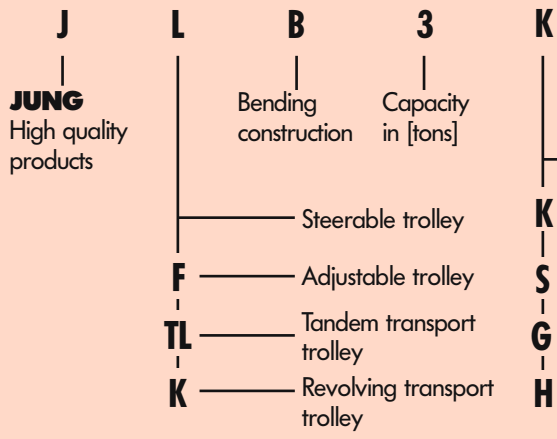 J L B 3 K
JUNG
High quality
products
Bending
construction
Capacity
in [tons]
Steerable trolley
K
F Adjustable trolley
S
TL Tandem transport
trolley
G
K Revolving transport
trolley
H